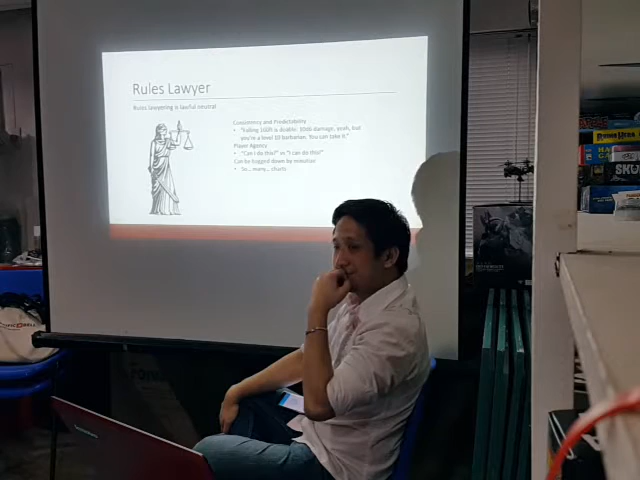 Rules Lawyer
Rules lawyering is lawful neutral
Consistency and Predictability
• "Falling 100ft is doable: 10d6 damage, yeah, but
you're a level 10 barbarian. You can take it."
Player Agency
• "Can I do this?" vs "I can do this!"
Can be bogged down by minutiae
• So... many... charts